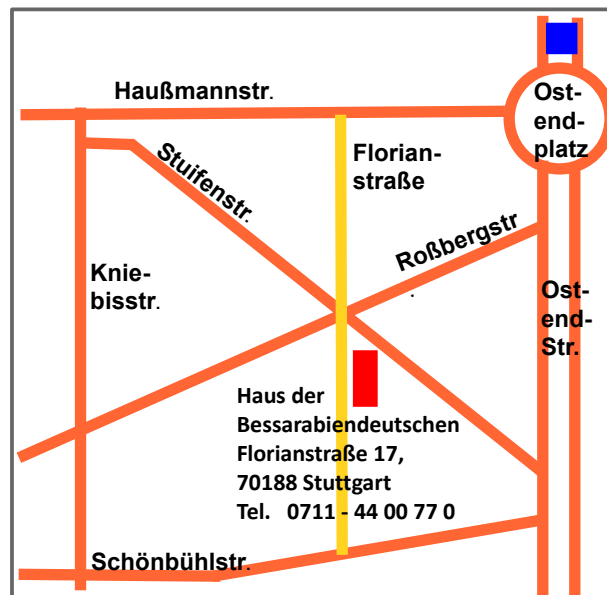 Haußmannstr.
Ost-
end-
platz
Stuifenstr.
Florian-
straße
Roßbergstr
Knie-
bisstr.
Ost-
end-
Str.
Haus der
Bessarabiendeutschen
Florianstraße 17,
70188 Stuttgart
Tel. 0711 - 44 00 77 0
Schönbühlstr.